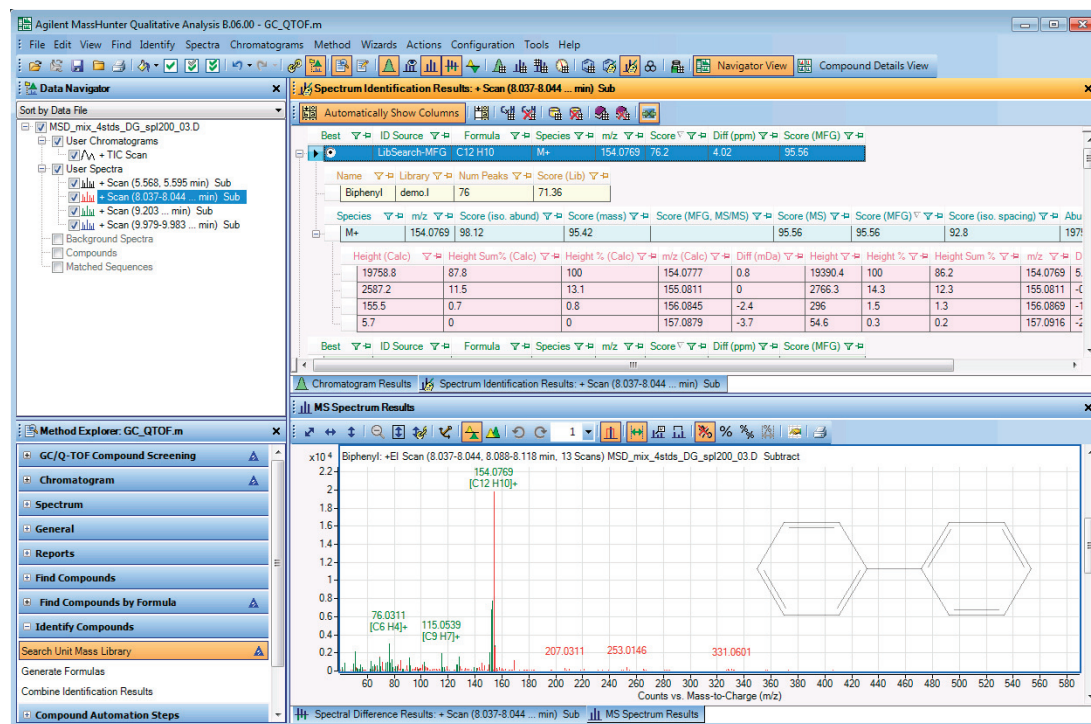 Agilent MassHunter Qualitative Analysis B.06.00 - GC_QTOF.m
File Edit View Find Identify Spectra Chromatograms Method Wizards Actions Configuration Tools Help
Navigator View Compound Details View
Data Navigator
Sort by Data File
MSD_mix_4stds_DG_spl200_03.D
User Chromatograms
+ TIC Scan
User Spectra
+ Scan (5.568, 5.595 min) Sub
+ Scan (8.037-8.044 ... min) Sub
+ Scan (9.203 ... min) Sub
+ Scan (9.979-9.983 ... min) Sub
Background Spectra
Compounds
Matched Sequences
Spectrum Identification Results: + Scan (8.037-8.044 ... min) Sub
Automatically Show Columns
Best ID Source Formula Species m/z Score Diff (ppm) Score (MFG)
LibSearch-MFG C12 H10 M+ 154.0769 76.2 4.02 95.56
Name Library Num Peaks Score (Lib)
Biphenyl demo.l 76 71.36
Species m/z Score (iso. abund) Score (mass) Score (MFG, MS/MS) Score (MS) Score (MFG) Score (iso. spacing) Abu
M+ 154.0769 98.12 95.42 95.56 95.56 92.8 197
Height (Calc) Height Sum% (Calc) Height % (Calc) m/z (Calc) Diff (mDa) Height Height % Height Sum % m/z D
19758.8 87.8 100 154.0777 0.8 19390.4 100 86.2 154.0769 5.
2587.2 11.5 13.1 155.0811 0 2766.3 14.3 12.3 155.0811 -0
155.5 0.7 0.8 156.0845 -2.4 296 1.5 1.3 156.0869 -1
5.7 0 0 157.0879 -3.7 54.6 0.3 0.2 157.0916 -2
Best ID Source Formula Species m/z Score Diff (ppm) Score (MFG)
Chromatogram Results Spectrum Identification Results: + Scan (8.037-8.044 ... min) Sub
Method Explorer: GC_QTOF.m
GC/Q-TOF Compound Screening
Chromatogram
Spectrum
General
Reports
Find Compounds
Find Compounds by Formula
Identify Compounds
Search Unit Mass Library
Generate Formulas
Combine Identification Results
Compound Automation Steps
MS Spectrum Results
1
x10 4
Biphenyl: +EI Scan (8.037-8.044, 8.088-8.118 min, 13 Scans) MSD_mix_4stds_DG_spl200_03.D Subtract
2.2
2
1.8
1.6
1.4
1.2
1
0.8
0.6
0.4
0.2
0
154.0769
[C12 H10]+
76.0311
[C6 H4]+
115.0539
[C9 H7]+
207.0311
253.0146
331.0601
60 80 100 120 140 160 180 200 220 240 260 280 300 320 340 360 380 400 420 440 460 480 500 520 540 560 580
Counts vs. Mass-to-Charge (m/z)
Spectral Difference Results: + Scan (8.037-8.044 ... min) Sub MS Spectrum Results